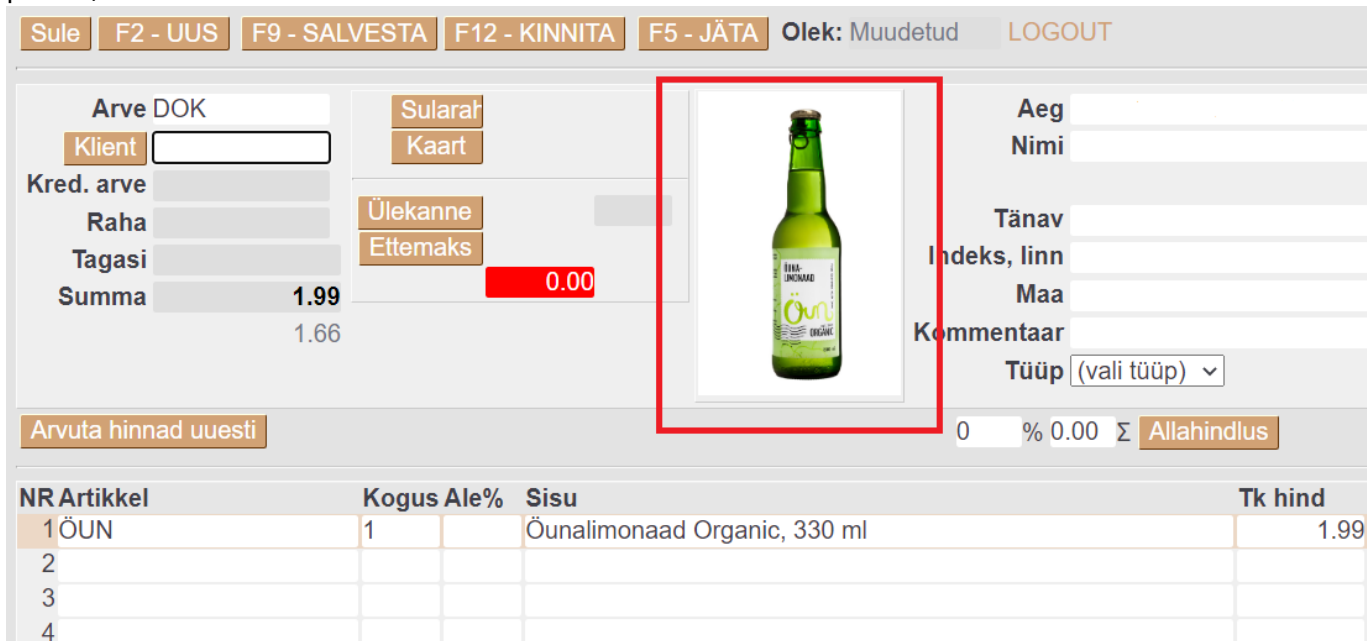 Sule F2 - UUS F9 - SALVESTA F12 - KINNITA F5 - JÄTA Olek: Muudetud LOGOUT
Arve DOK
Klient
Kred. arve
Raha
Tagasi
Summa 1.99
1.66
Sularah
Kaart
Ülekanne
Ettemaks
0.00
ÕUNA-
LIMONAAD
Õun
ORGANIC
Aeg
Nimi
Tänav
Indeks, linn
Maa
Kommentaar
Tüüp (vali tüüp)
Arvuta hinnad uuesti 0 % 0.00 Σ Allahindlus
NR Artikkel Kogus Ale% Sisu Tk hind
1 ÕUN 1 Õunalimonaad Organic, 330 ml 1.99
2
3
4